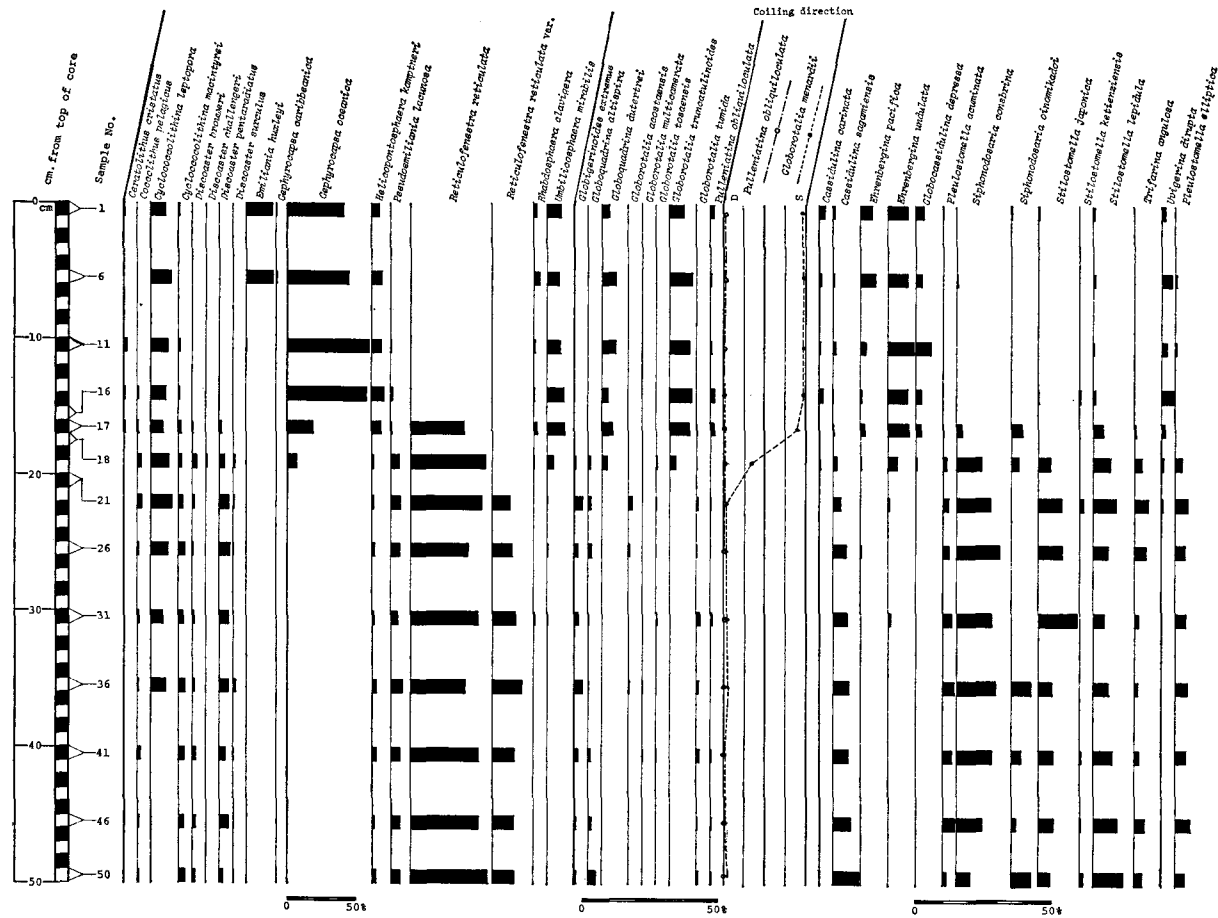 Coiling direction
cm. from top of core
Sample No.
Ceratolithus cristatus
Coccolithus pelagicus
Cyclococcolithina leptopora
Cyclococcolithina macintyrei
Discoaster brouweri
Discoaster challengeri
Discoaster pentaradiatus
Discoaster surculus
Emiliania huxleyi
Gephyrocapsa caribbeanica
Gephyrocapsa oceanica
Helicopontosphaera kamptneri
Pseudoemiliania lacunosa
Reticulofenestra reticulata
Reticulofenestra reticulata var.
Rhabdosphaera clavigera
Umbilicosphaera mirabilis
Globigerinoides extremus
Globoquadrina altispira
Globoquadrina dutertrei
Globorotalia acostaensis
Globorotalia multicamerata
Globorotalia tosaensis
Globorotalia truncatulinoides
Globorotalia tumida
Pulleniatina obliquiloculata
D
Pulleniatina obliquiloculata
Globorotalia menardii
S
Cassidulina carinata
Cassidulina sagamiensis
Ehrenbergina pacifica
Ehrenbergina undulata
Globocassidulina depressa
Pleulostomella acuminata
Siphonodosaria consbrina
Siphonodosaria
Stilostomella japonica
Stilostomella ketienziensis
Stilostomella lepidula
Trifarina angulosa
Uvigerina dirupta
Pleulostomella elliptica
0
cm
1
6
-10
11
16
17
18
-20
21
26
-30
31
36
-40
41
46
50
-50
0 50%
0 50%
0 50%